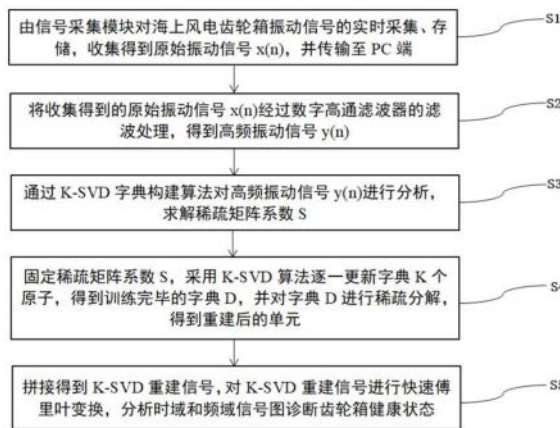 由信号采集模块对海上风电齿轮箱振动信号的实时采集、存
储，收集得到原始振动信号 x(n)，并传输至 PC 端
S1
将收集得到的原始振动信号 x(n)经过数字高通滤波器的滤
波处理，得到高频振动信号 y(n)
S2
通过 K-SVD 字典构建算法对高频振动信号 y(n)进行分析，
求解稀疏矩阵系数 S
S3
固定稀疏矩阵系数 S，采用 K-SVD 算法逐一更新字典 K 个
原子，得到训练完毕的字典 D，并对字典 D 进行稀疏分解，
得到重建后的单元
S4
拼接得到 K-SVD 重建信号，对 K-SVD 重建信号进行快速傅
里叶变换，分析时域和频域信号图诊断齿轮箱健康状态
S5